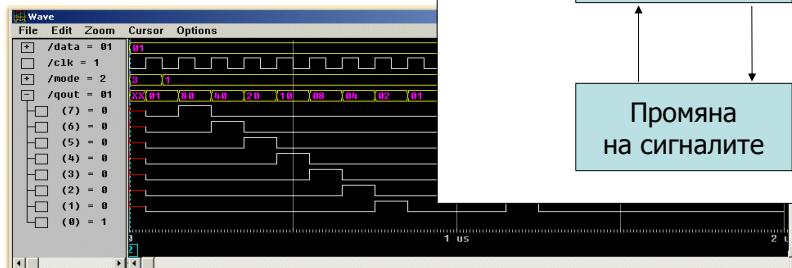 Wave
File Edit Zoom Cursor Options
/data = 01 01
/clk = 1
/mode = 2 3 1
/qout = 01 XX 01 80 40 20 10 08 04 02 01
(7) = 0
(6) = 0
(5) = 0
(4) = 0
(3) = 0
(2) = 0
(1) = 0
(0) = 1
1 us 2
Промяна
на сигналите